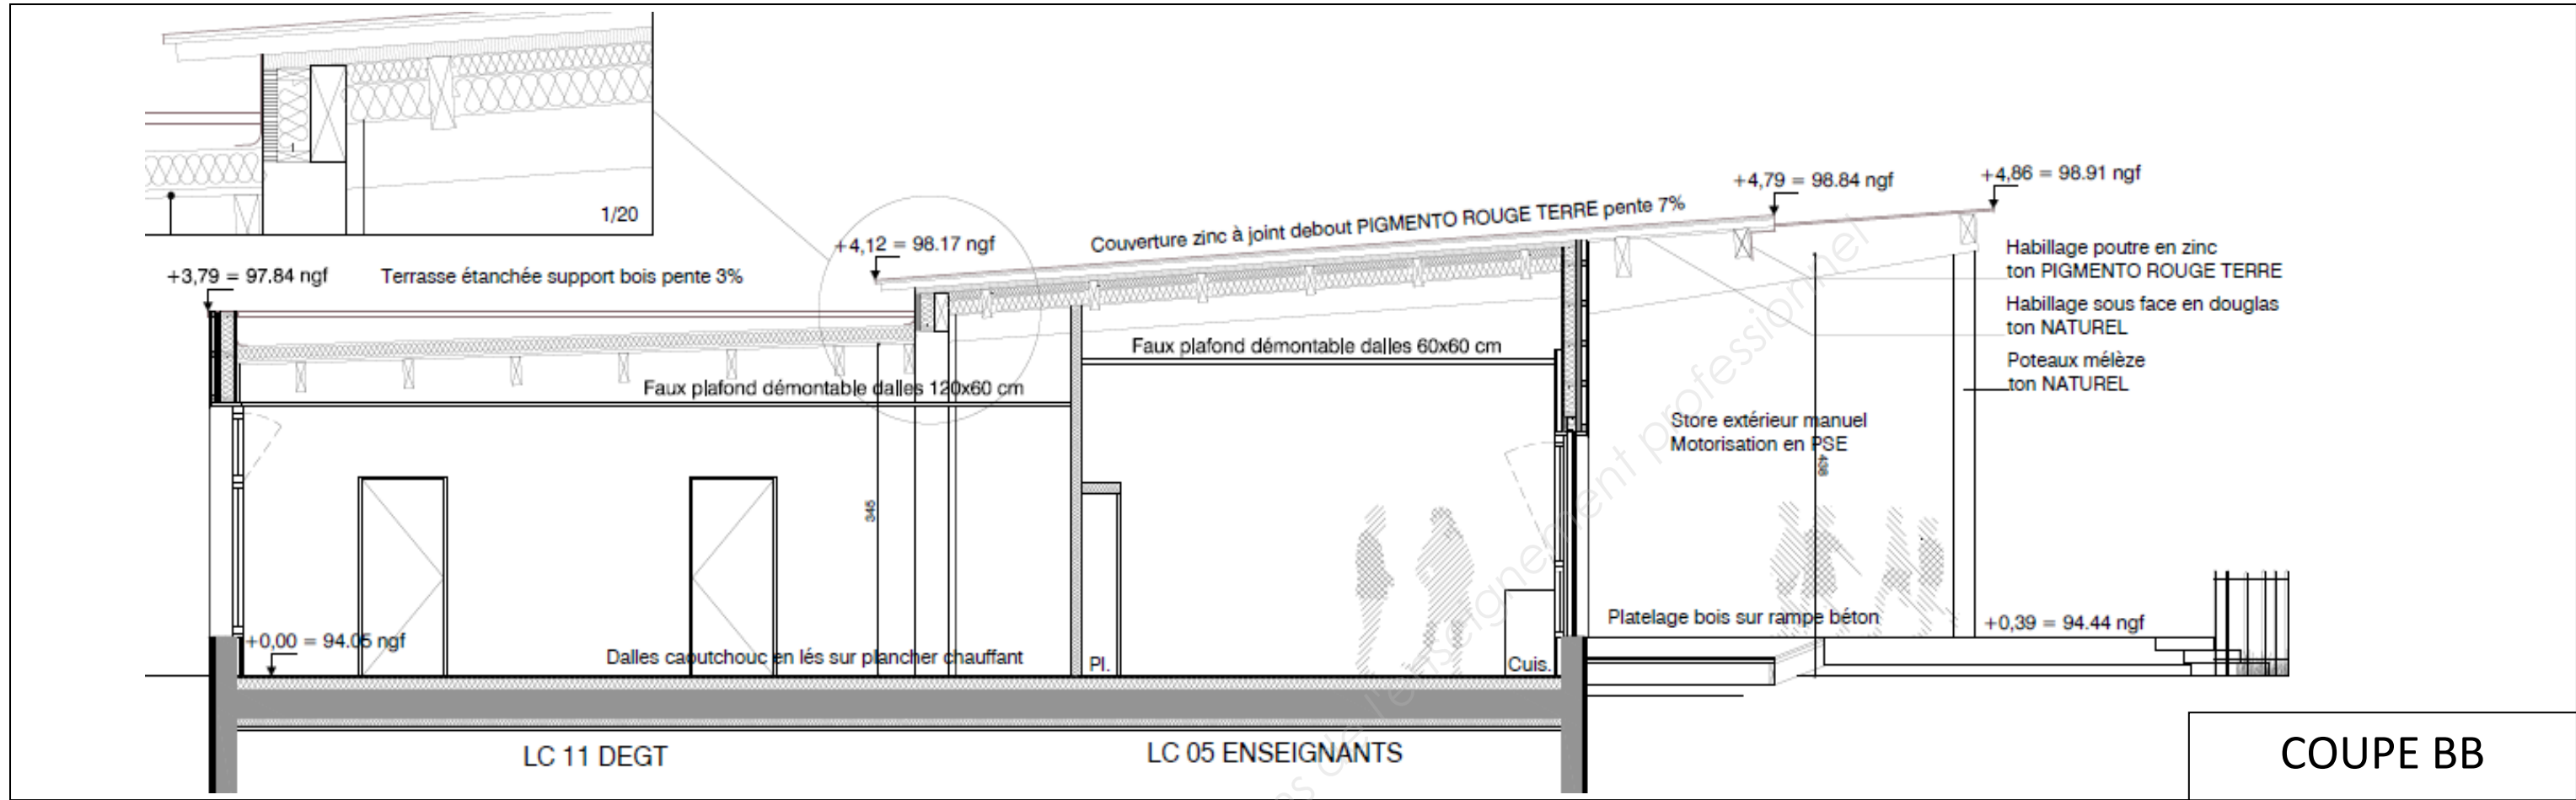 1/20
+4,79 = 98.84 ngf
+4,86 = 98.91 ngf
Couverture zinc à joint debout PIGMENTO ROUGE TERRE pente 7%
+4,12 = 98.17 ngf
+3,79 = 97.84 ngf
Terrasse étanchée support bois pente 3%
Habillage poutre en zinc
ton PIGMENTO ROUGE TERRE
Habillage sous face en douglas
ton NATUREL
Poteaux mélèze
ton NATUREL
Faux plafond démontable dalles 60x60 cm
Faux plafond démontable dalles 120x60 cm
Store extérieur manuel
Motorisation en PSE
Platelage bois sur rampe béton
+0,39 = 94.44 ngf
+0,00 = 94.05 ngf
Dalles caoutchouc en lés sur plancher chauffant
Pl.
Cuis.
LC 11 DEGT
LC 05 ENSEIGNANTS
COUPE BB
de l'enseignement professionnel